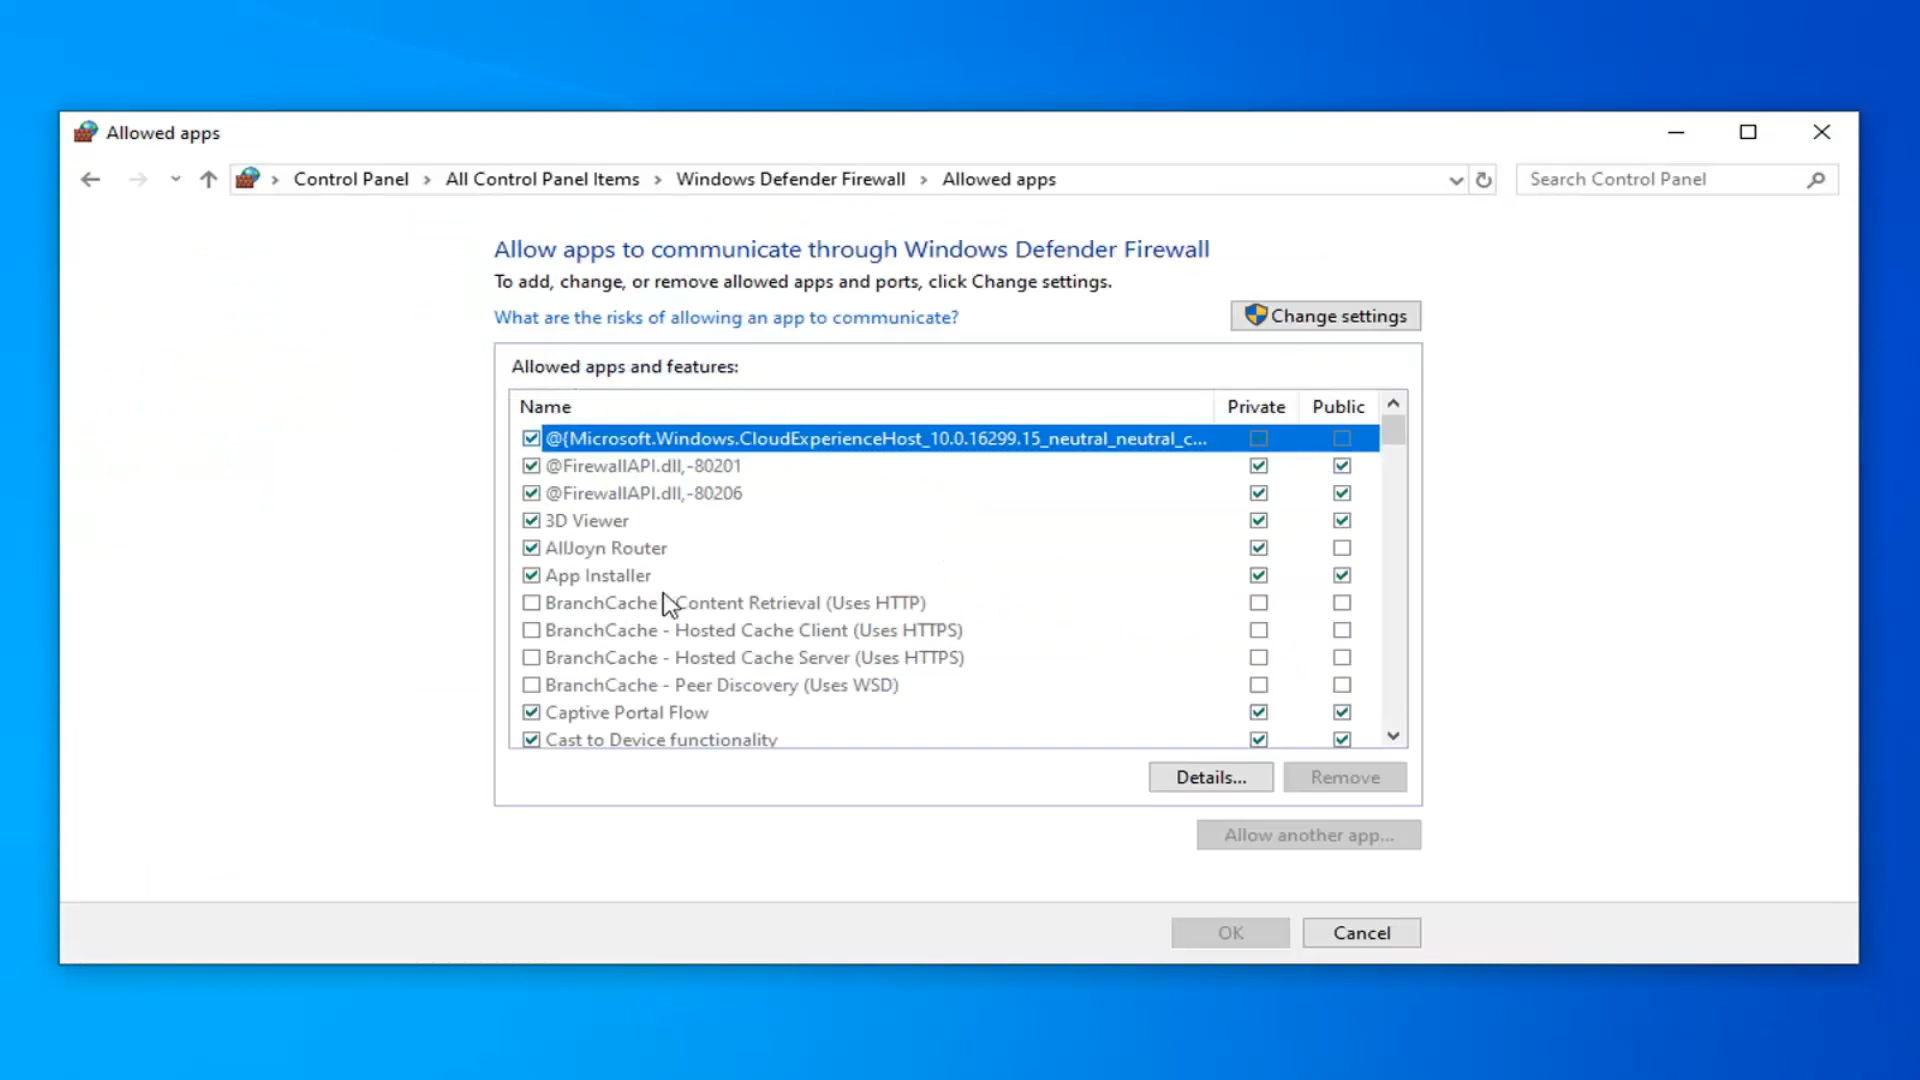 Allowed apps
Control Panel > All Control Panel Items > Windows Defender Firewall > Allowed apps
Search Control Panel
Allow apps to communicate through Windows Defender Firewall
To add, change, or remove allowed apps and ports, click Change settings.
What are the risks of allowing an app to communicate?
Change settings
Allowed apps and features:
Name Private Public
@{Microsoft.Windows.CloudExperienceHost_10.0.16299.15_neutral_neutral_c...
@FirewallAPI.dll,-80201
@FirewallAPI.dll,-80206
3D Viewer
AllJoyn Router
App Installer
BranchCache - Content Retrieval (Uses HTTP)
BranchCache - Hosted Cache Client (Uses HTTPS)
BranchCache - Hosted Cache Server (Uses HTTPS)
BranchCache - Peer Discovery (Uses WSD)
Captive Portal Flow
Cast to Device functionality
Details... Remove
Allow another app...
OK Cancel